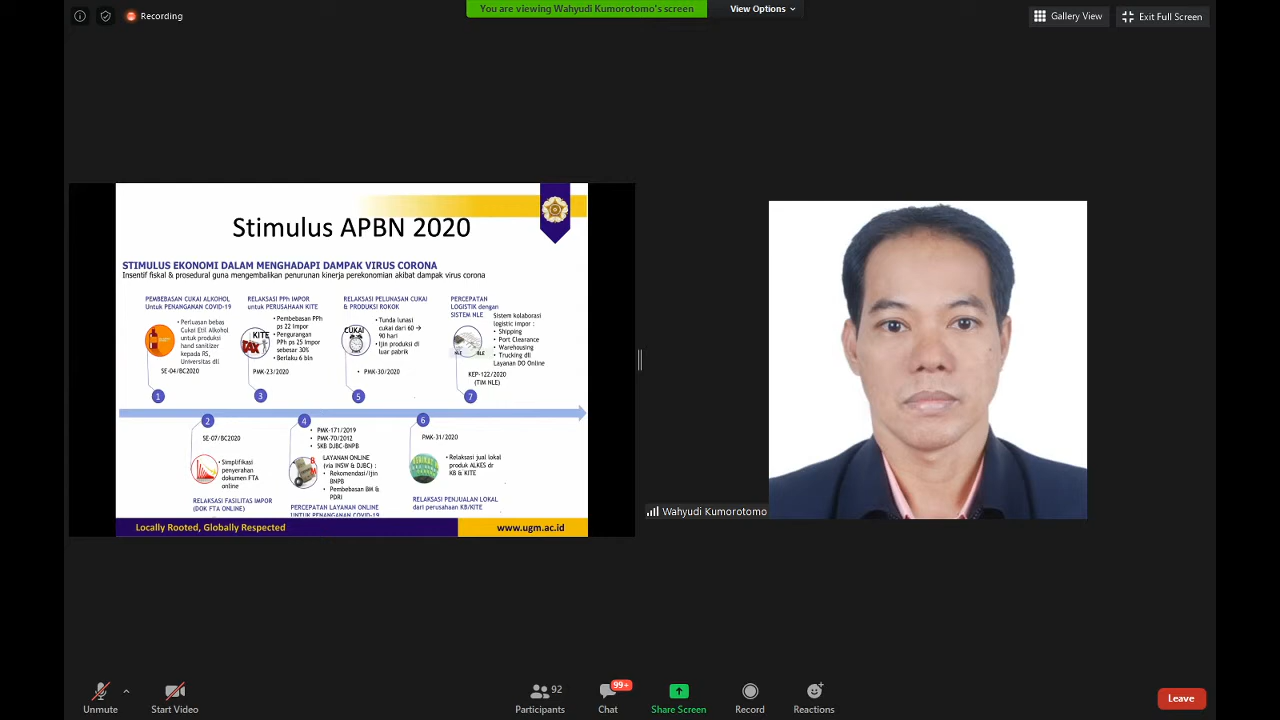 Recording
You are viewing Wahyudi Kumorotomo's screen
View Options
Gallery View
Exit Full Screen
Stimulus APBN 2020
STIMULUS EKONOMI DALAM MENGHADAPI DAMPAK VIRUS CORONA
Insentif fiskal & prosedural guna mengembalikan penurunan kinerja perekonomian akibat dampak virus corona
PEMBEBASAN CUKAI ALKOHOL
Untuk PENANGANAN COVID-19
• Perluasan bebas
Cukai Etil Alkohol
untuk produksi
hand sanitizer
kepada RS,
Universitas dll
SE-04/BC2020
1
RELAKSASI PPh IMPOR
untuk PERUSAHAAN KITE
KITE
TAX
• Pembebasan PPh
ps 22 Impor
• Pengurangan
PPh ps 25 Impor
sebesar 30%
• Berlaku 6 bln
PMK-23/2020
3
RELAKSASI PELUNASAN CUKAI
& PRODUKSI ROKOK
CUKAI
• Tunda lunasi
cukai dari 60 →
90 hari
• Ijin produksi di
luar pabrik
• PMK-30/2020
5
PERCEPATAN
LOGISTIK dengan
SISTEM NLE
Sistem kolaborasi
logistic impor :
• Shipping
• Port Clearance
• Warehousing
• Trucking dll
Layanan DO Online
KEP-122/2020
(TIM NLE)
7
2
SE-07/BC2020
• Simplifikasi
penyerahan
dokumen FTA
online
RELAKSASI FASILITAS IMPOR
(DOK FTA ONLINE)
4
• PMK-171/2019
• PMK-70/2012
• SKB DJBC-BNPB
LAYANAN ONLINE
(via INSW & DJBC) :
• Rekomendasi/Ijin
BNPB
• Pembebasan BM &
PDRI
PERCEPATAN LAYANAN ONLINE
UNTUK PENANGANAN COVID-19
6
PMK-31/2020
• Relaksasi jual lokal
produk ALKES dr
KB & KITE
RELAKSASI PENJUALAN LOKAL
dari perusahaan KB/KITE
Locally Rooted, Globally Respected
www.ugm.ac.id
Wahyudi Kumorotomo
Unmute
Start Video
92
Participants
99+
Chat
Share Screen
Record
Reactions
Leave